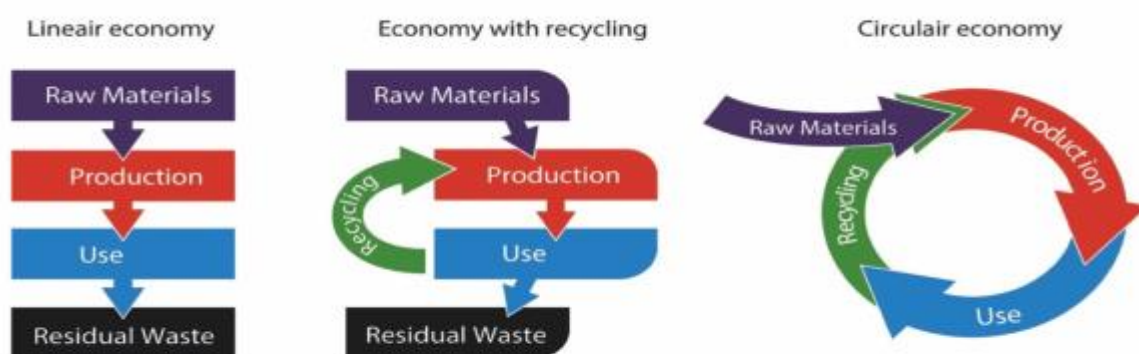 Lineair economy
Raw Materials
Production
Use
Residual Waste
Economy with recycling
Raw Materials
Production
Recycling
Use
Residual Waste
Circulair economy
Raw Materials
Production
Use
Recycling